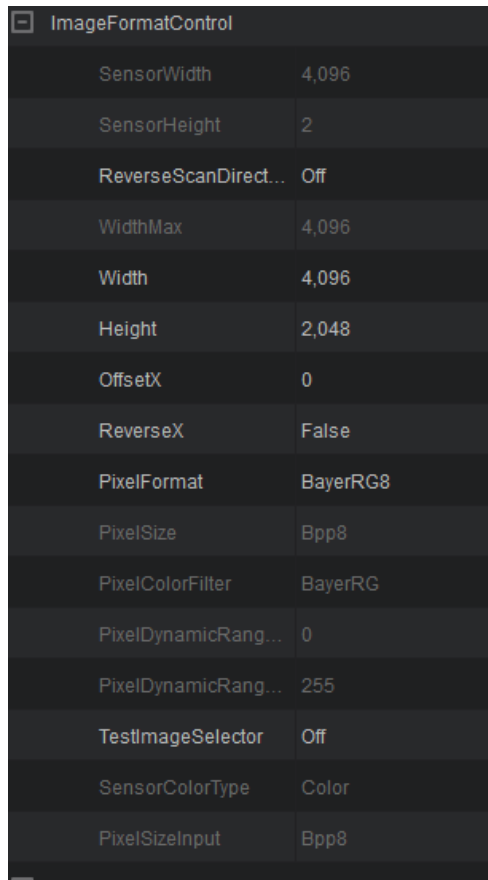 ImageFormatControl
SensorWidth 4,096
SensorHeight 2
ReverseScanDirect... Off
WidthMax 4,096
Width 4,096
Height 2,048
OffsetX 0
ReverseX False
PixelFormat BayerRG8
PixelSize Bpp8
PixelColorFilter BayerRG
PixelDynamicRang... 0
PixelDynamicRang... 255
TestImageSelector Off
SensorColorType Color
PixelSizeInput Bpp8